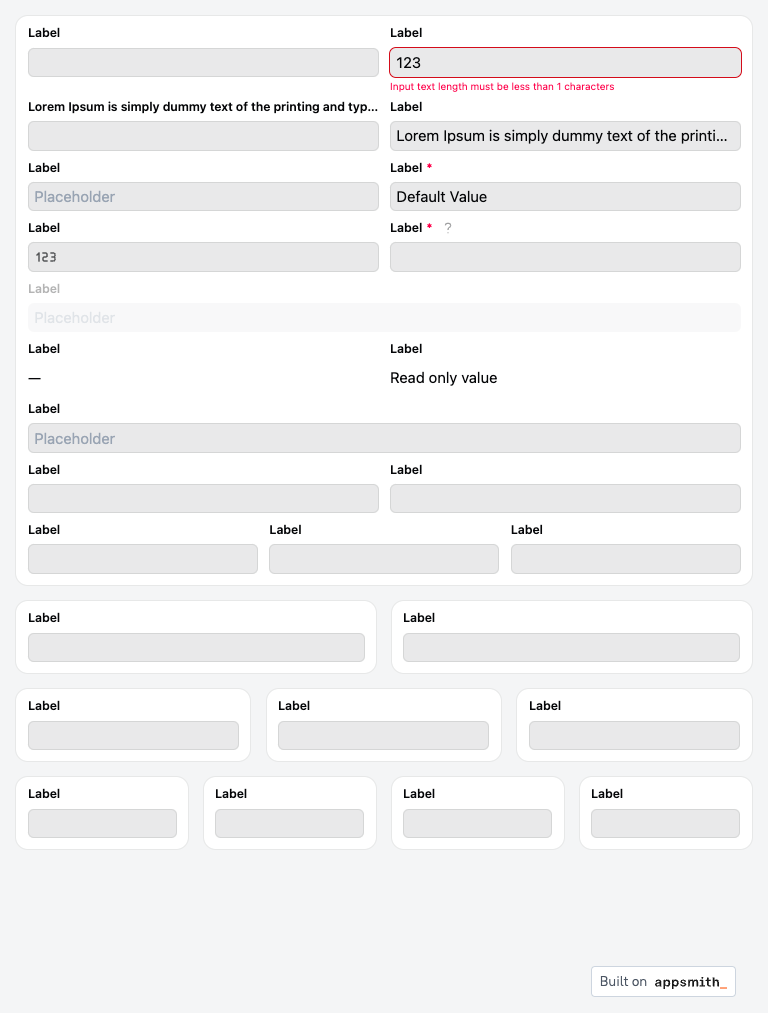 Label Label
123
Input text length must be less than 1 characters
Lorem Ipsum is simply dummy text of the printing and typ... Label
Lorem Ipsum is simply dummy text of the printi...
Label Label *
Placeholder Default Value
Label Label * ?
123
Label
Placeholder
Label Label
— Read only value
Label
Placeholder
Label Label
Label Label Label
Label Label
Label Label Label
Label Label Label Label
Built on appsmith_